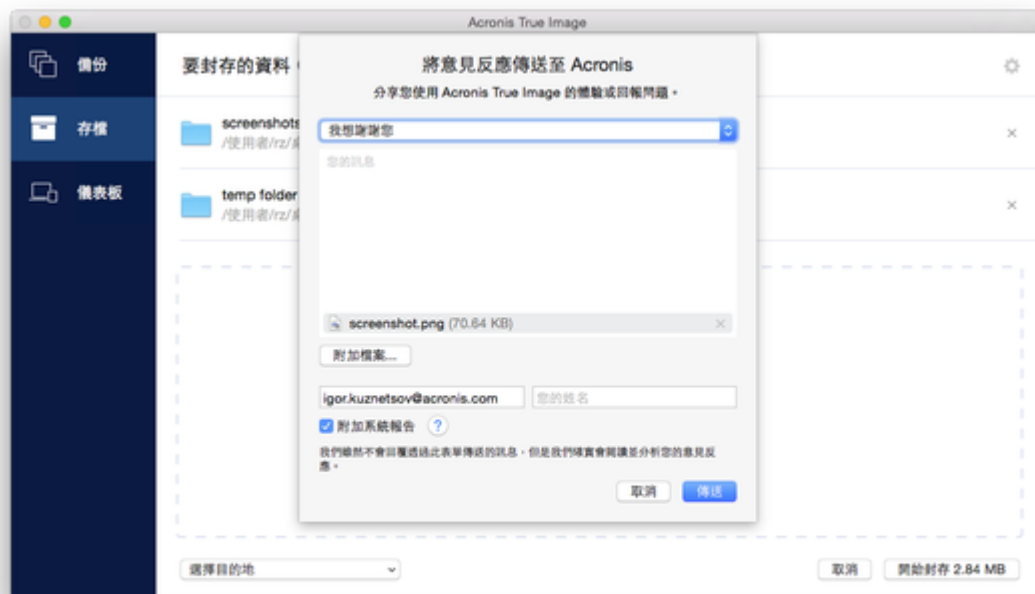 Acronis True Image
備份
存檔
儀表板
要封存的資料
screenshots
/使用者/rz/
temp folder
/使用者/rz/
將意見反應傳送至 Acronis
分享您使用 Acronis True Image 的體驗或回報問題。
我想謝謝您
您的訊息
screenshot.png (70.64 KB)
附加檔案...
igor.kuznetsov@acronis.com
您的姓名
附加系統報告 ?
我們雖然不會回覆透過此表單傳送的訊息，但是我們確實會閱讀並分析您的意見反
應。
取消 傳送
選擇目的地
取消 開始封存 2.84 MB